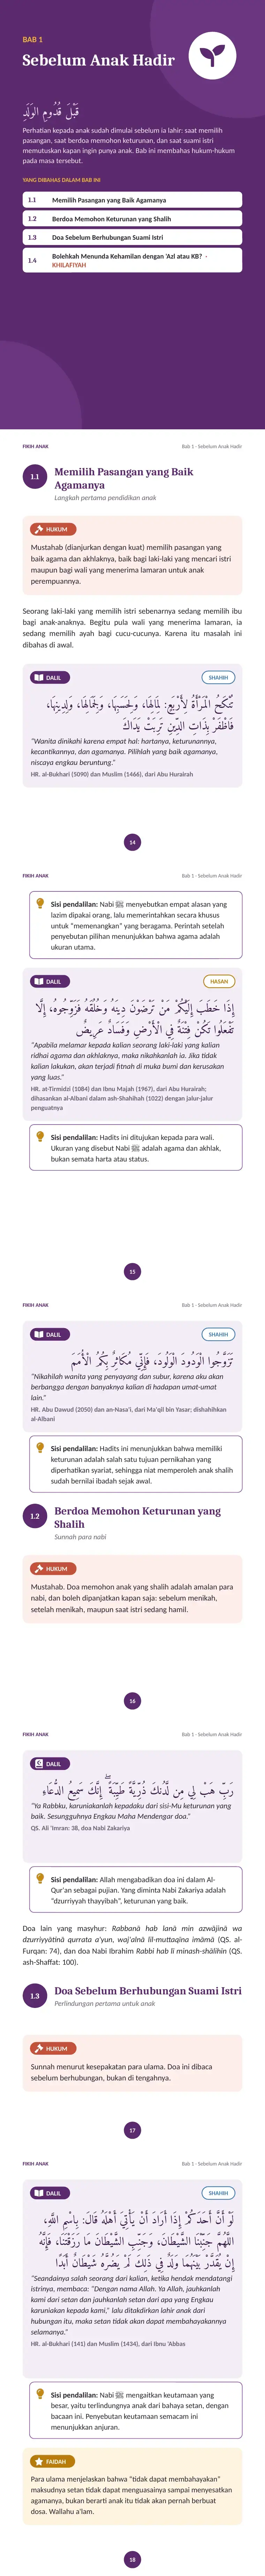 BAB 1
Sebelum Anak Hadir
قَبْلَ قُدُومِ الْوَلَدِ
Perhatian kepada anak sudah dimulai sebelum ia lahir: saat memilih
pasangan, saat berdoa memohon keturunan, dan saat suami istri
memutuskan kapan ingin punya anak. Bab ini membahas hukum-hukum
pada masa tersebut.
YANG DIBAHAS DALAM BAB INI
1.1 Memilih Pasangan yang Baik Agamanya
1.2 Berdoa Memohon Keturunan yang Shalih
1.3 Doa Sebelum Berhubungan Suami Istri
1.4 Bolehkah Menunda Kehamilan dengan 'Azl atau KB? ·
KHILAFIYAH
FIKIH ANAK Bab 1 · Sebelum Anak Hadir
1.1 Memilih Pasangan yang Baik
Agamanya
Langkah pertama pendidikan anak
HUKUM
Mustahab (dianjurkan dengan kuat) memilih pasangan yang
baik agama dan akhlaknya, baik bagi laki-laki yang mencari istri
maupun bagi wali yang menerima lamaran untuk anak
perempuannya.
Seorang laki-laki yang memilih istri sebenarnya sedang memilih ibu
bagi anak-anaknya. Begitu pula wali yang menerima lamaran, ia
sedang memilih ayah bagi cucu-cucunya. Karena itu masalah ini
dibahas di awal.
DALIL SHAHIH
تُنْكَحُ الْمَرْأَةُ لِأَرْبَعٍ: لِمَالِهَا، وَلِحَسَبِهَا، وَلِجَمَالِهَا، وَلِدِينِهَا،
فَاظْفَرْ بِذَاتِ الدِّينِ تَرِبَتْ يَدَاكَ
"Wanita dinikahi karena empat hal: hartanya, keturunannya,
kecantikannya, dan agamanya. Pilihlah yang baik agamanya,
niscaya engkau beruntung."
HR. al-Bukhari (5090) dan Muslim (1466), dari Abu Hurairah
14
FIKIH ANAK Bab 1 · Sebelum Anak Hadir
Sisi pendalilan: Nabi ﷺ menyebutkan empat alasan yang
lazim dipakai orang, lalu memerintahkan secara khusus
untuk "memenangkan" yang beragama. Perintah setelah
penyebutan pilihan menunjukkan bahwa agama adalah
ukuran utama.
DALIL HASAN
إِذَا خَطَبَ إِلَيْكُمْ مَنْ تَرْضَوْنَ دِينَهُ وَخُلُقَهُ فَزَوِّجُوهُ، إِلَّا
تَفْعَلُوا تَكُنْ فِتْنَةٌ فِي الْأَرْضِ وَفَسَادٌ عَرِيضٌ
"Apabila melamar kepada kalian seorang laki-laki yang kalian
ridhai agama dan akhlaknya, maka nikahkanlah ia. Jika tidak
kalian lakukan, akan terjadi fitnah di muka bumi dan kerusakan
yang luas."
HR. at-Tirmidzi (1084) dan Ibnu Majah (1967), dari Abu Hurairah;
dihasankan al-Albani dalam ash-Shahihah (1022) dengan jalur-jalur
penguatnya
Sisi pendalilan: Hadits ini ditujukan kepada para wali.
Ukuran yang disebut Nabi ﷺ adalah agama dan akhlak,
bukan semata harta atau status.
15
FIKIH ANAK Bab 1 · Sebelum Anak Hadir
DALIL SHAHIH
تَزَوَّجُوا الْوَدُودَ الْوَلُودَ، فَإِنِّي مُكَاثِرٌ بِكُمُ الْأُمَمَ
"Nikahilah wanita yang penyayang dan subur, karena aku akan
berbangga dengan banyaknya kalian di hadapan umat-umat
lain."
HR. Abu Dawud (2050) dan an-Nasa'i, dari Ma'qil bin Yasar; dishahihkan
al-Albani
Sisi pendalilan: Hadits ini menunjukkan bahwa memiliki
keturunan adalah salah satu tujuan pernikahan yang
diperhatikan syariat, sehingga niat memperoleh anak shalih
sudah bernilai ibadah sejak awal.
1.2 Berdoa Memohon Keturunan yang
Shalih
Sunnah para nabi
HUKUM
Mustahab. Doa memohon anak yang shalih adalah amalan para
nabi, dan boleh dipanjatkan kapan saja: sebelum menikah,
setelah menikah, maupun saat istri sedang hamil.
16
FIKIH ANAK Bab 1 · Sebelum Anak Hadir
DALIL
رَبِّ هَبْ لِي مِن لَّدُنكَ ذُرِّيَّةً طَيِّبَةً ۖ إِنَّكَ سَمِيعُ الدُّعَاءِ
"Ya Rabbku, karuniakanlah kepadaku dari sisi-Mu keturunan yang
baik. Sesungguhnya Engkau Maha Mendengar doa."
QS. Ali 'Imran: 38, doa Nabi Zakariya
Sisi pendalilan: Allah mengabadikan doa ini dalam Al-
Qur'an sebagai pujian. Yang diminta Nabi Zakariya adalah
"dzurriyyah thayyibah", keturunan yang baik.
Doa lain yang masyhur: Rabbanā hab lanā min azwājinā wa
dzurriyyātinā qurrata a'yun, waj'alnā lil-muttaqīna imāmā (QS. al-
Furqan: 74), dan doa Nabi Ibrahim Rabbi hab lī minash-shālihīn (QS.
ash-Shaffat: 100).
1.3 Doa Sebelum Berhubungan Suami Istri
Perlindungan pertama untuk anak
HUKUM
Sunnah menurut kesepakatan para ulama. Doa ini dibaca
sebelum berhubungan, bukan di tengahnya.
17
FIKIH ANAK Bab 1 · Sebelum Anak Hadir
DALIL SHAHIH
لَوْ أَنَّ أَحَدَكُمْ إِذَا أَرَادَ أَنْ يَأْتِيَ أَهْلَهُ قَالَ: بِاسْمِ اللَّهِ،
اللَّهُمَّ جَنِّبْنَا الشَّيْطَانَ، وَجَنِّبِ الشَّيْطَانَ مَا رَزَقْتَنَا، فَإِنَّهُ
إِنْ يُقَدَّرْ بَيْنَهُمَا وَلَدٌ فِي ذَلِكَ لَمْ يَضُرَّهُ شَيْطَانٌ أَبَدًا
"Seandainya salah seorang dari kalian, ketika hendak mendatangi
istrinya, membaca: "Dengan nama Allah. Ya Allah, jauhkanlah
kami dari setan dan jauhkanlah setan dari apa yang Engkau
karuniakan kepada kami," lalu ditakdirkan lahir anak dari
hubungan itu, maka setan tidak akan dapat membahayakannya
selamanya."
HR. al-Bukhari (141) dan Muslim (1434), dari Ibnu 'Abbas
Sisi pendalilan: Nabi ﷺ mengaitkan keutamaan yang
besar, yaitu terlindungnya anak dari bahaya setan, dengan
bacaan ini. Penyebutan keutamaan semacam ini
menunjukkan anjuran.
FAIDAH
Para ulama menjelaskan bahwa "tidak dapat membahayakan"
maksudnya setan tidak dapat menguasainya sampai menyesatkan
agamanya, bukan berarti anak itu tidak akan pernah berbuat
dosa. Wallahu a'lam.
18